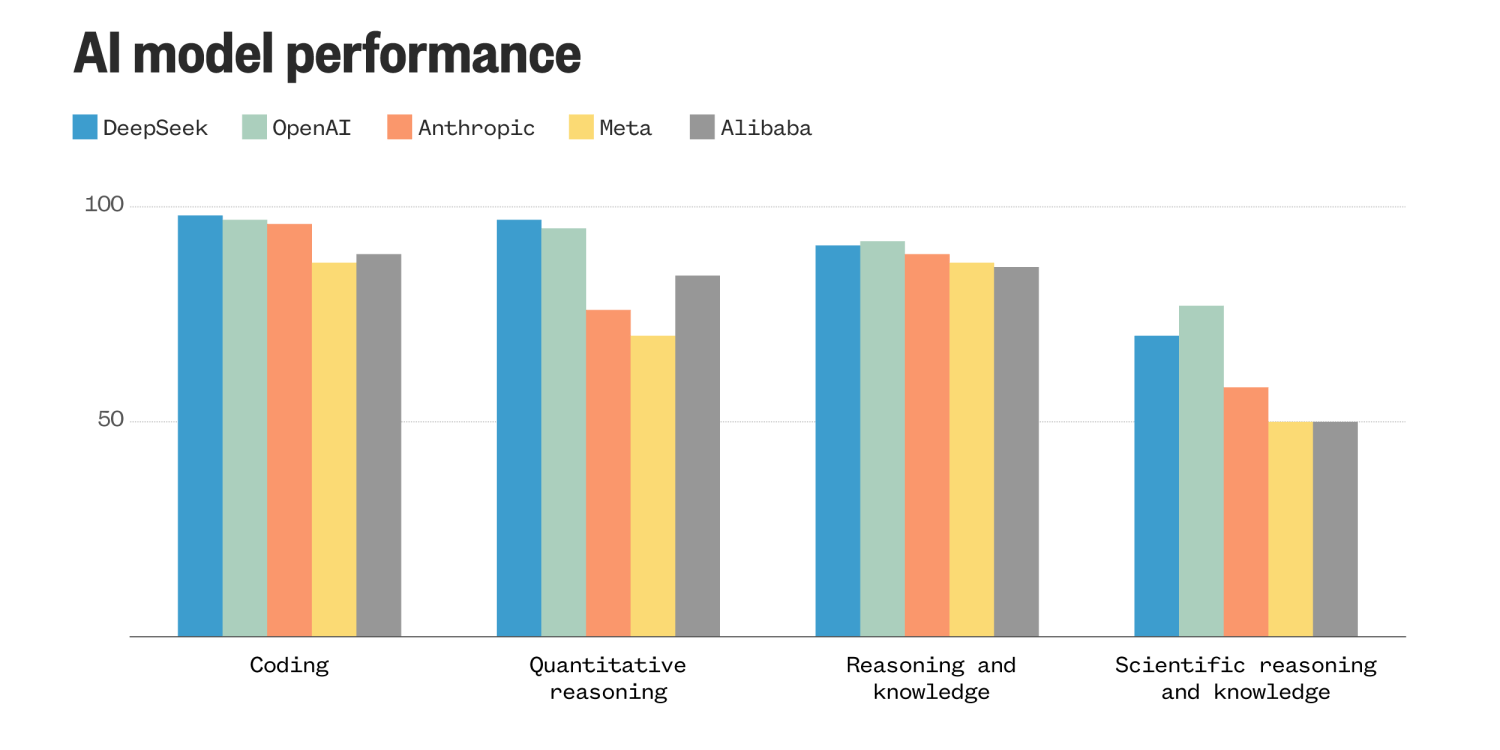 AI model performance
DeepSeek OpenAI Anthropic Meta Alibaba
100
50
Coding
Quantitative
reasoning
Reasoning and
knowledge
Scientific reasoning
and knowledge